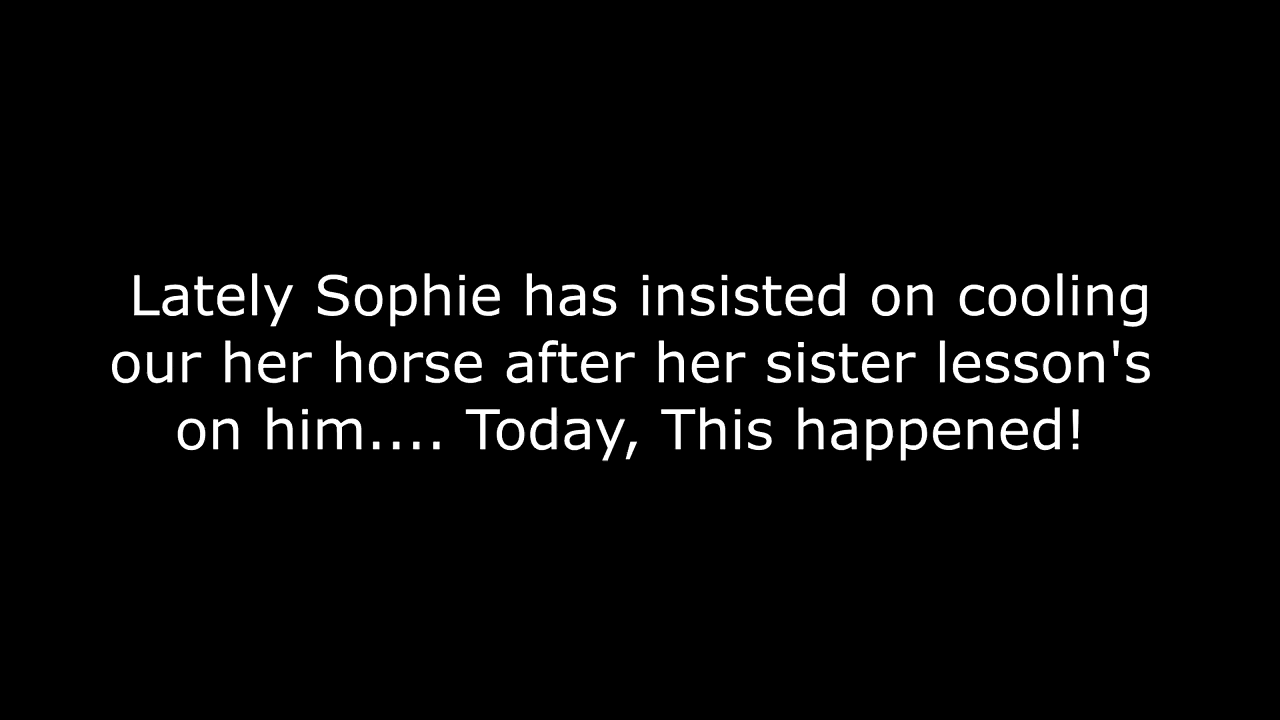 Lately Sophie has insisted on cooling
our her horse after her sister lesson's
on him.... Today, This happened!